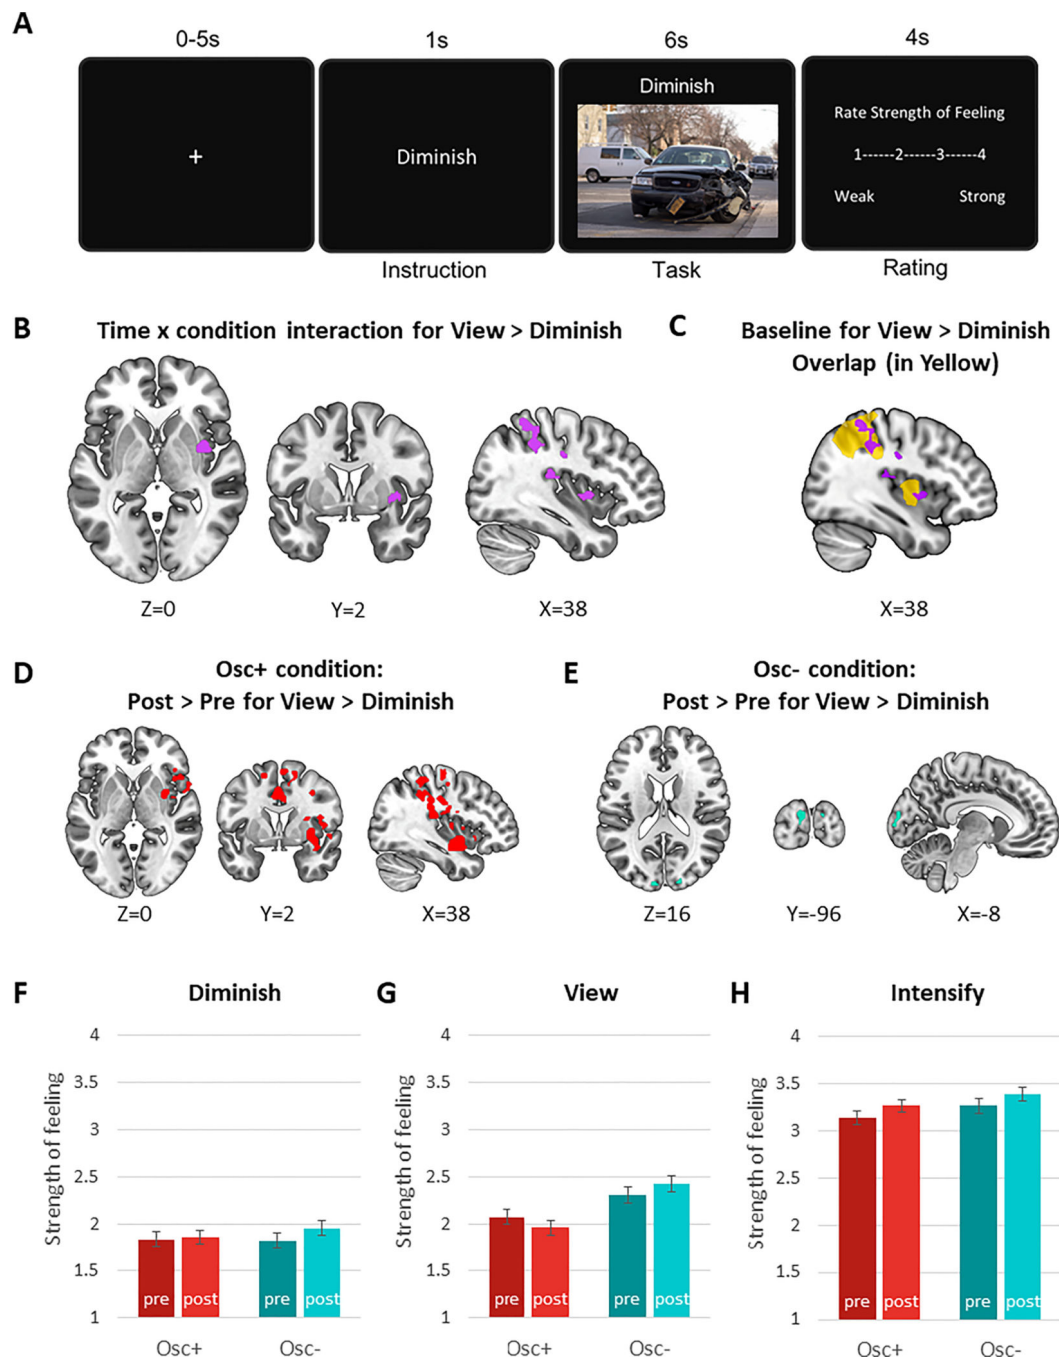 A
0-5s
1s
6s
4s
+
Diminish
Diminish
Rate Strength of Feeling
1------2------3------4
Weak
Strong
Instruction
Task
Rating
B
Time x condition interaction for View > Diminish
Z=0
Y=2
X=38
C
Baseline for View > Diminish
Overlap (in Yellow)
X=38
D
Osc+ condition:
Post > Pre for View > Diminish
Z=0
Y=2
X=38
E
Osc- condition:
Post > Pre for View > Diminish
Z=16
Y=-96
X=-8
F
Diminish
Strength of feeling
4
3.5
3
2.5
2
1.5
1
pre
post
pre
post
Osc+
Osc-
G
View
Strength of feeling
4
3.5
3
2.5
2
1.5
1
pre
post
pre
post
Osc+
Osc-
H
Intensify
Strength of feeling
4
3.5
3
2.5
2
1.5
1
pre
post
pre
post
Osc+
Osc-